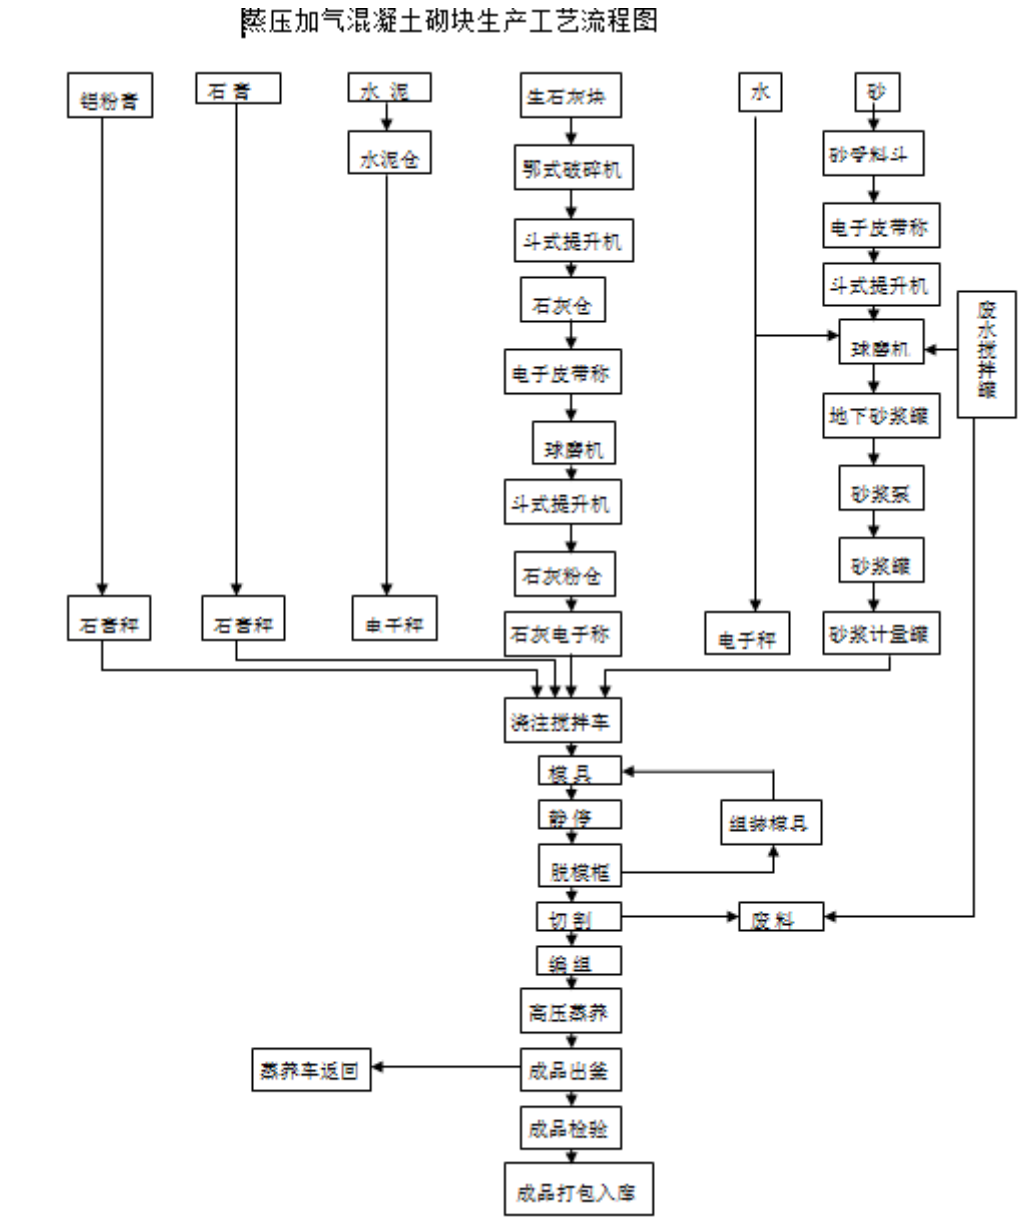 蒸压加气混凝土砌块生产工艺流程图
铝粉膏
石膏
水 泥
生石灰块
水
砂
水泥仓
鄂式破碎机
砂受料斗
斗式提升机
电子皮带称
石灰仓
斗式提升机
废水搅拌罐
球磨机
电子皮带称
地下砂浆罐
球磨机
斗式提升机
砂浆泵
石灰粉仓
砂浆罐
石膏秤
石膏秤
电子秤
石灰电子称
电子秤
砂浆计量罐
浇注搅拌车
模具
静停
组装模具
脱模框
切割
废料
编组
高压蒸养
成品出釜
蒸养车返回
成品检验
成品打包入库